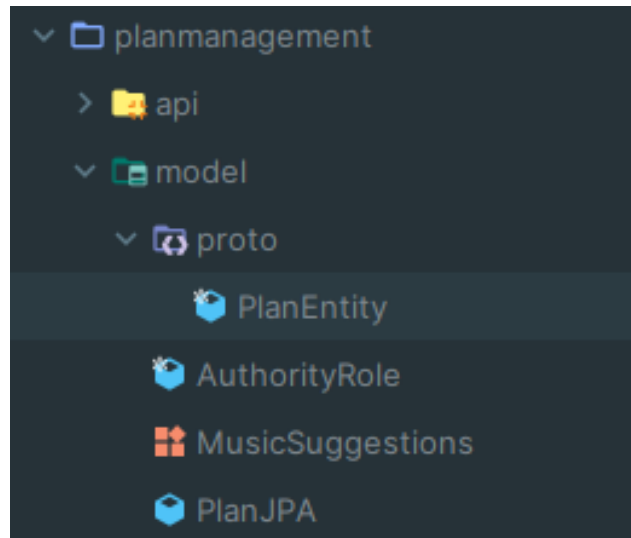 planmanagement
api
model
proto
PlanEntity
AuthorityRole
MusicSuggestions
PlanJPA